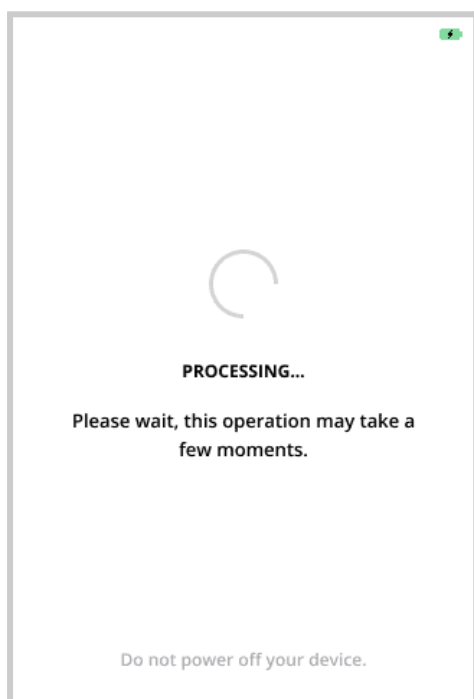 PROCESSING...
Please wait, this operation may take a
few moments.
Do not power off your device.